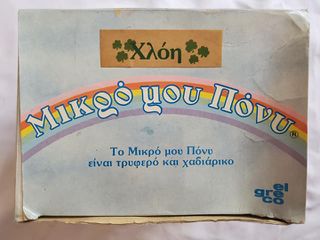 Χλόη
Μικρό μου Πόνυ®
Το Μικρό μου Πόνυ
είναι τρυφερό και χαδιάρικο
el
greco